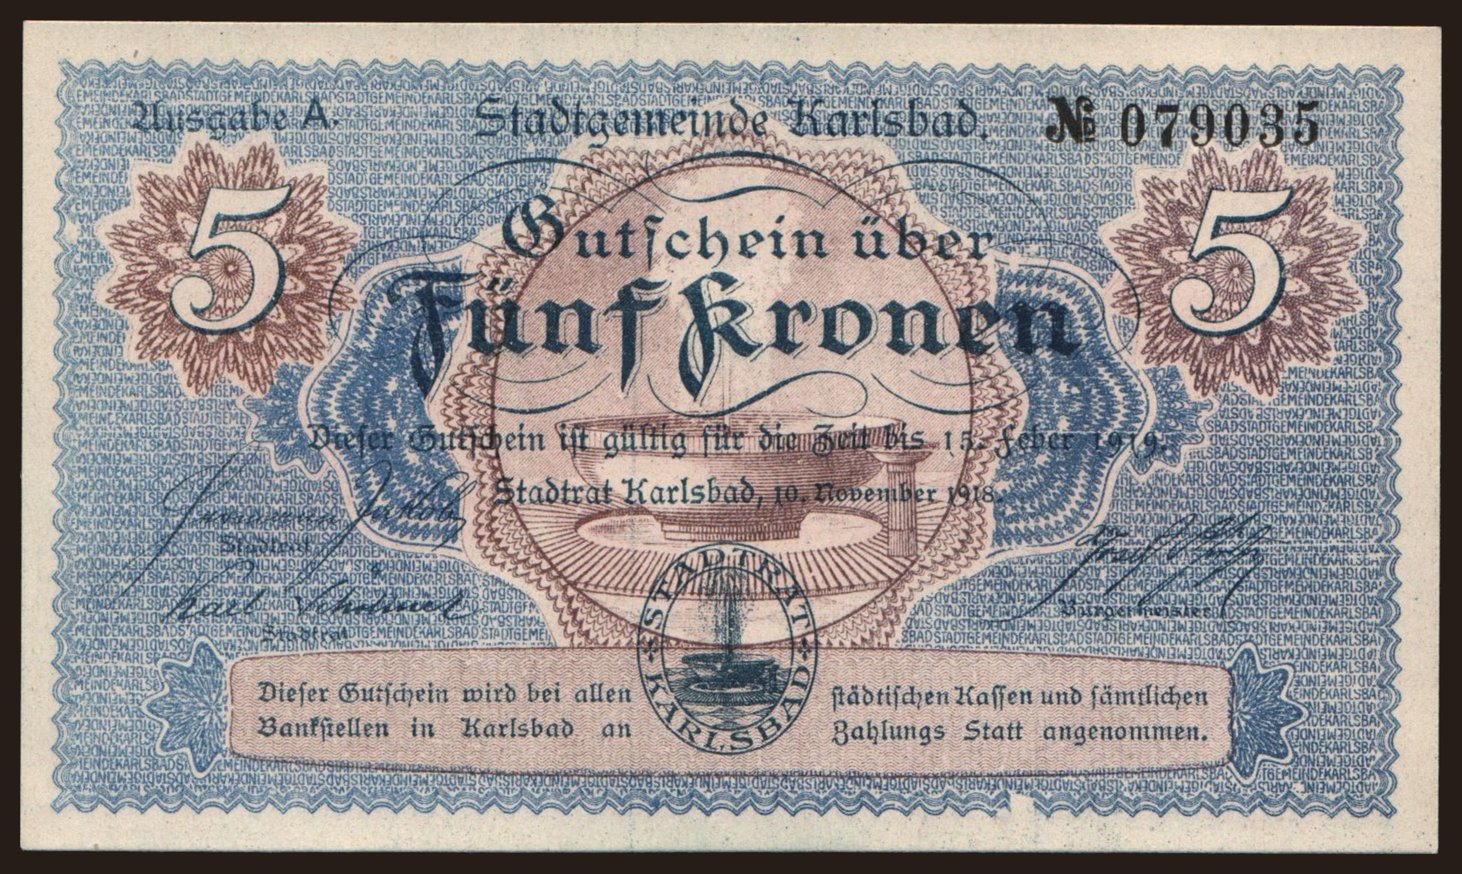 Ausgabe A.
Stadtgemeinde Karlsbad.
№ 079035
5
5
Gutschein über
Fünf Kronen
Dieser Gutschein ist gültig für die Zeit bis 15. Feber 1919.
Stadtrat Karlsbad, 10. November 1918.
Stadtrat
Karl
Stadtrat
Bürgermeister
STADTRAT KARLSBAD
Dieser Gutschein wird bei allen städtischen Kassen und sämtlichen
Bankstellen in Karlsbad an Zahlungs Statt angenommen.